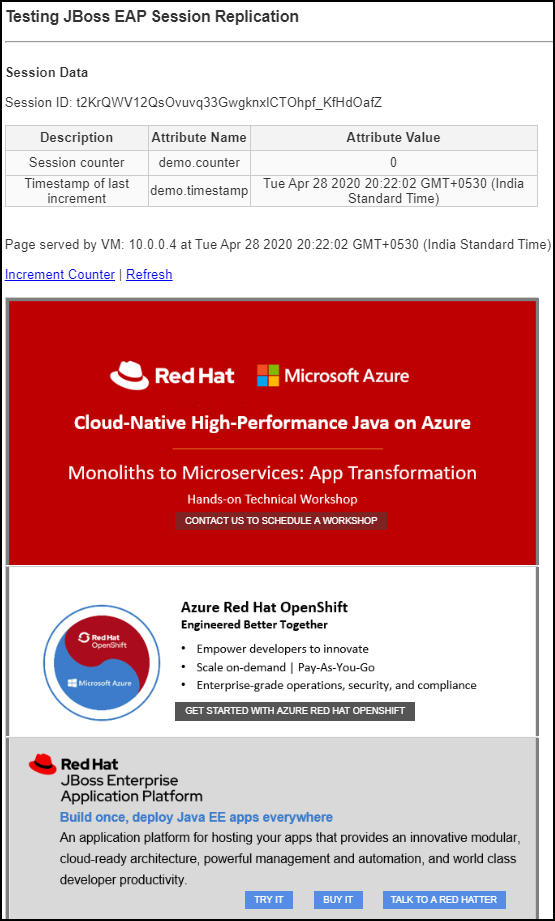 Testing JBoss EAP Session Replication
Session Data
Session ID: t2KrQWV12QsOvuvq33GwgknxlCTOhpf_KfHdOafZ
Description Attribute Name Attribute Value
Session counter demo.counter 0
Timestamp of last
increment
demo.timestamp
Tue Apr 28 2020 20:22:02 GMT+0530 (India
Standard Time)
Page served by VM: 10.0.0.4 at Tue Apr 28 2020 20:22:02 GMT+0530 (India Standard Time)
Increment Counter | Refresh
Red Hat Microsoft Azure
Cloud-Native High-Performance Java on Azure
Monoliths to Microservices: App Transformation
Hands-on Technical Workshop
CONTACT US TO SCHEDULE A WORKSHOP
Red Hat
OpenShift
Microsoft Azure
Azure Red Hat OpenShift
Engineered Better Together
• Empower developers to innovate
• Scale on-demand | Pay-As-You-Go
• Enterprise-grade operations, security, and compliance
GET STARTED WITH AZURE RED HAT OPENSHIFT
Red Hat
JBoss Enterprise
Application Platform
Build once, deploy Java EE apps everywhere
An application platform for hosting your apps that provides an innovative modular,
cloud-ready architecture, powerful management and automation, and world class
developer productivity.
TRY IT BUY IT TALK TO A RED HATTER